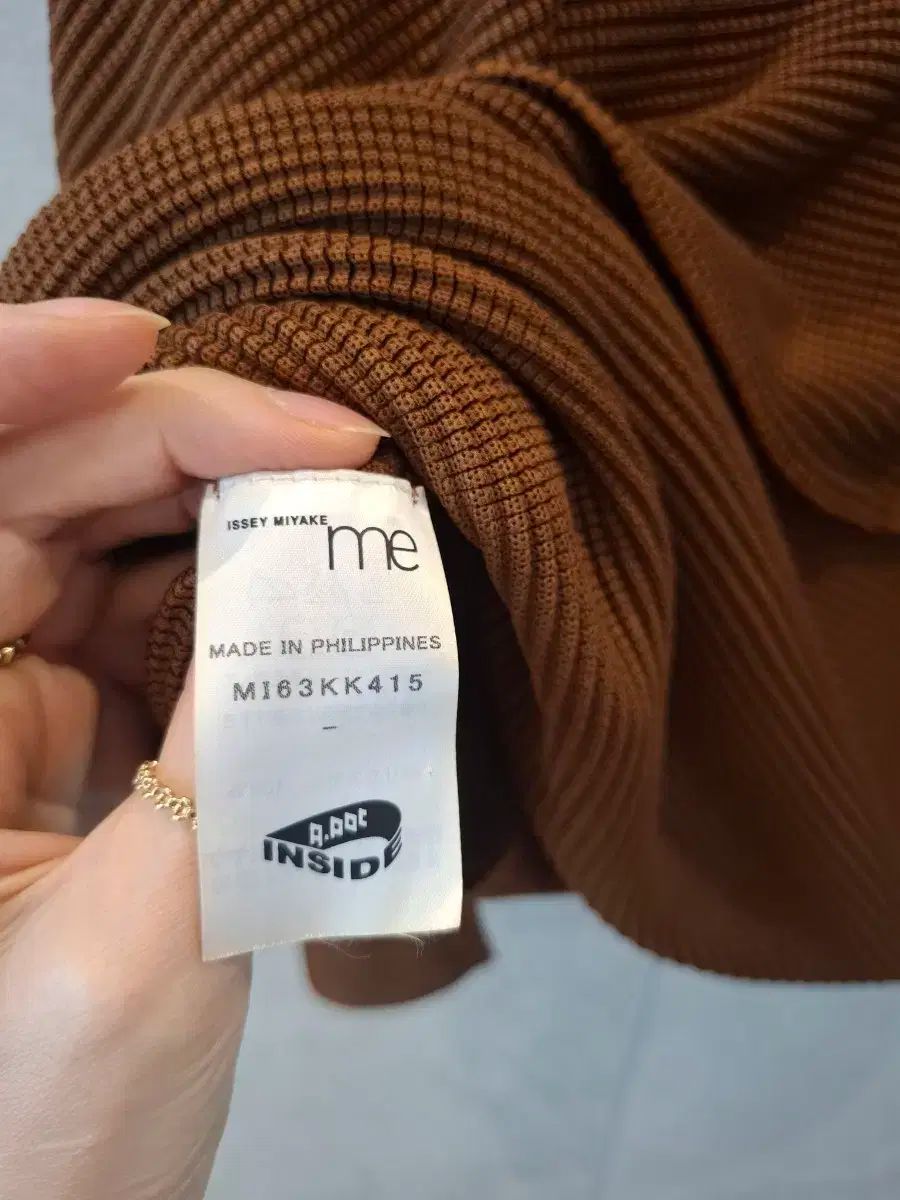 ISSEY MIYAKE
me
MADE IN PHILIPPINES
MI63KK415
-
A.POC
INSIDE